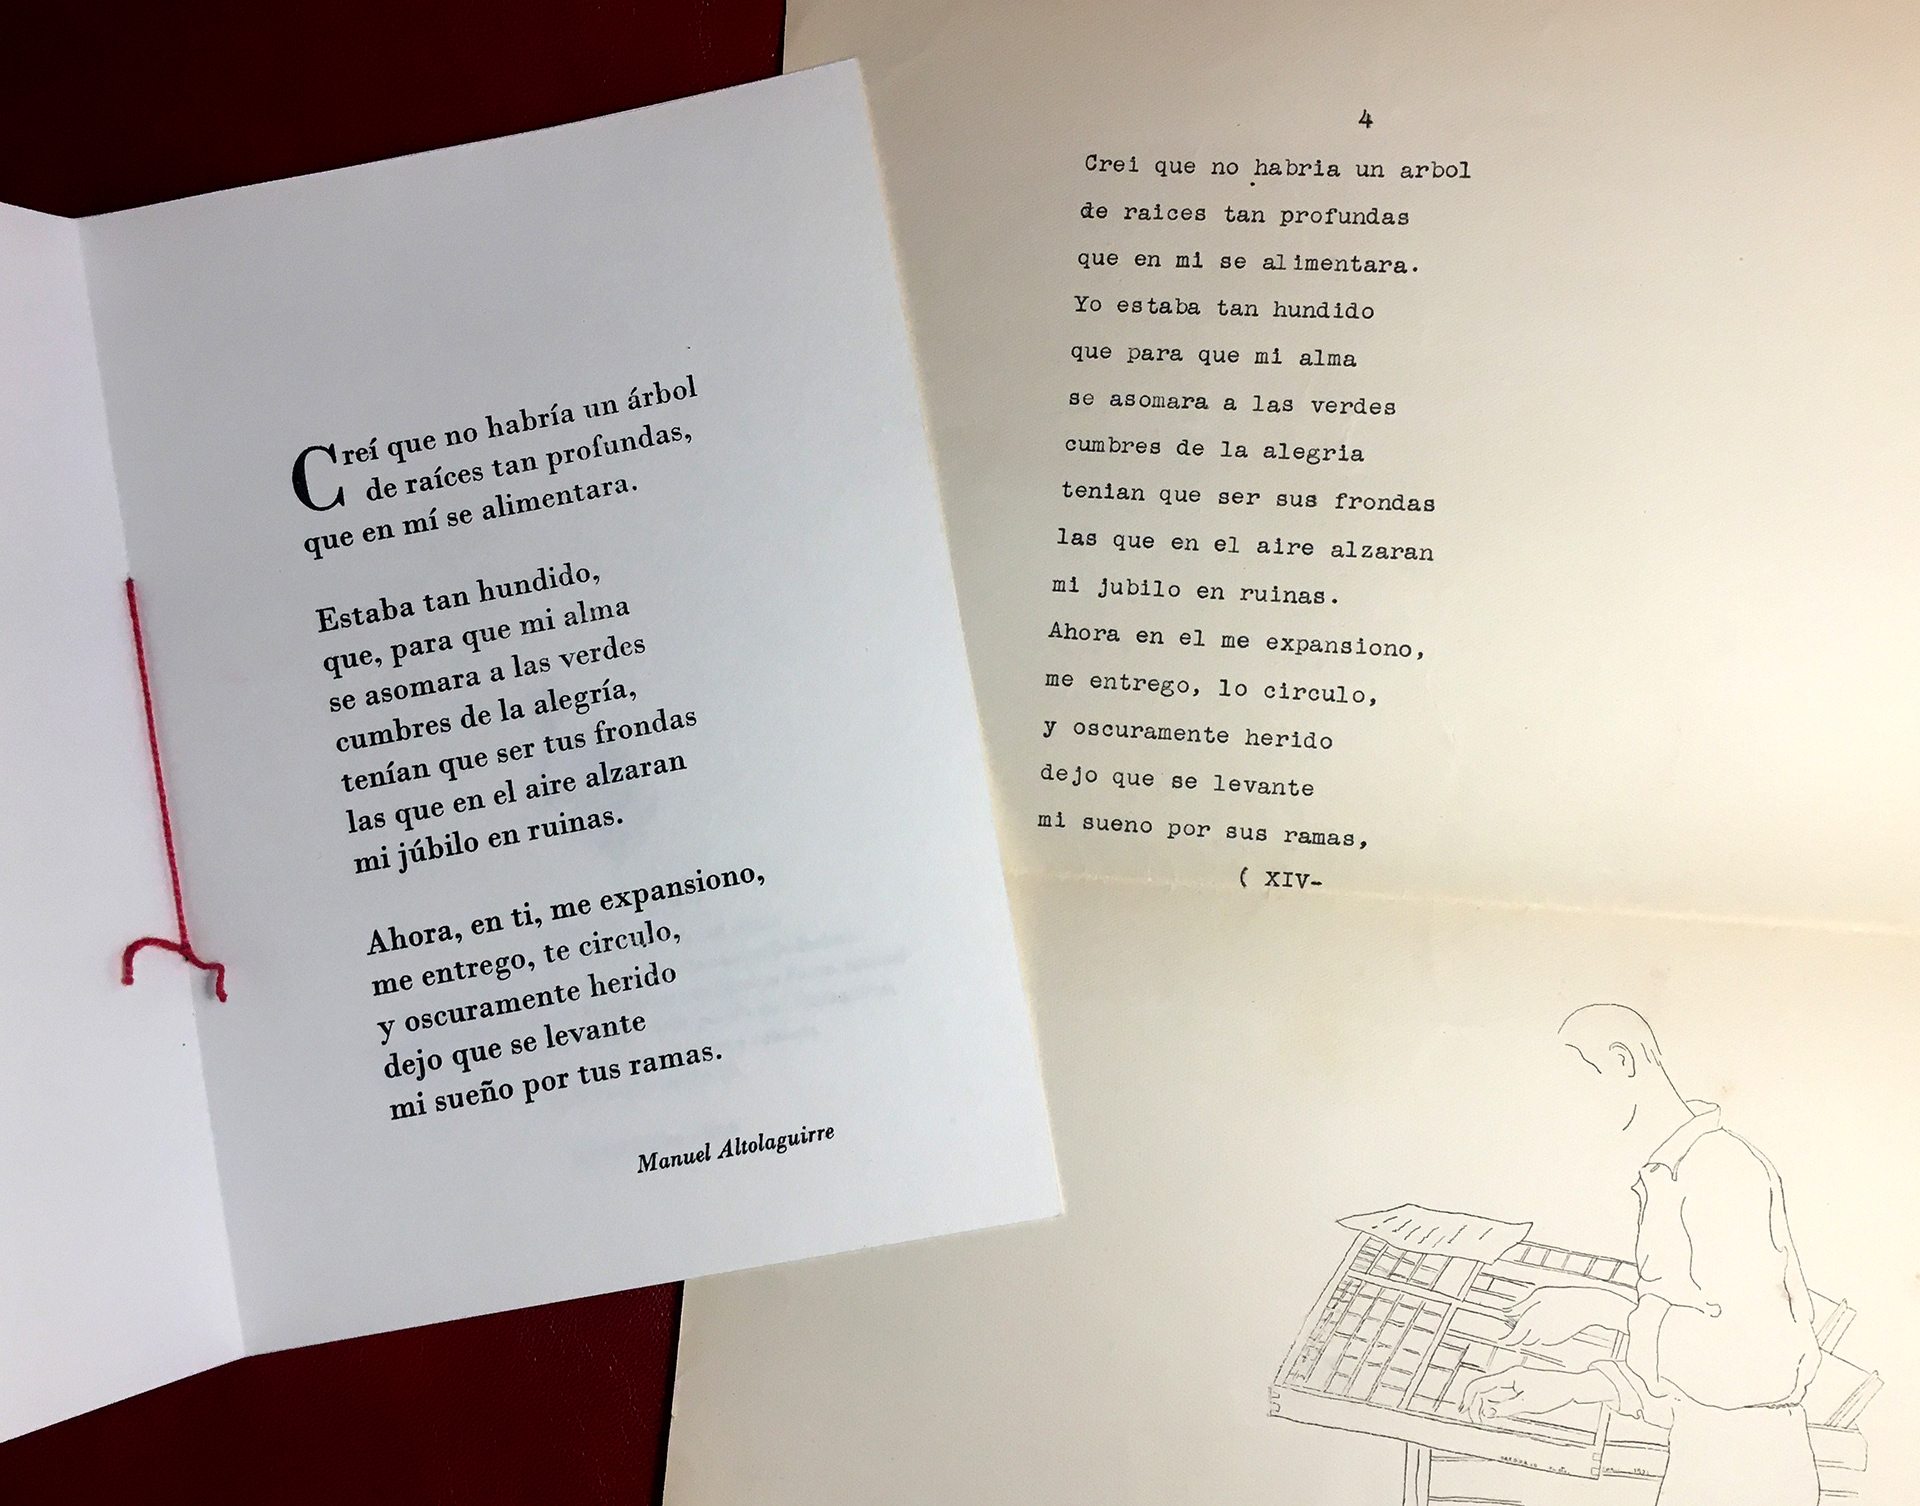 Creí que no habría un árbol
de raíces tan profundas,
que en mí se alimentara.
Estaba tan hundido,
que, para que mi alma
se asomara a las verdes
cumbres de la alegría,
tenían que ser tus frondas
las que en el aire alzaran
mi júbilo en ruinas.
Ahora, en ti, me expansiono,
me entrego, te circulo,
y oscuramente herido
dejo que se levante
mi sueño por tus ramas.
Manuel Altolaguirre
4
Crei que no habria un arbol
de raices tan profundas
que en mi se alimentara.
Yo estaba tan hundido
que para que mi alma
se asomara a las verdes
cumbres de la alegria
tenian que ser sus frondas
las que en el aire alzaran
mi jubilo en ruinas.
Ahora en el me expansiono,
me entrego, lo circulo,
y oscuramente herido
dejo que se levante
mi sueno por sus ramas,
( XIV-